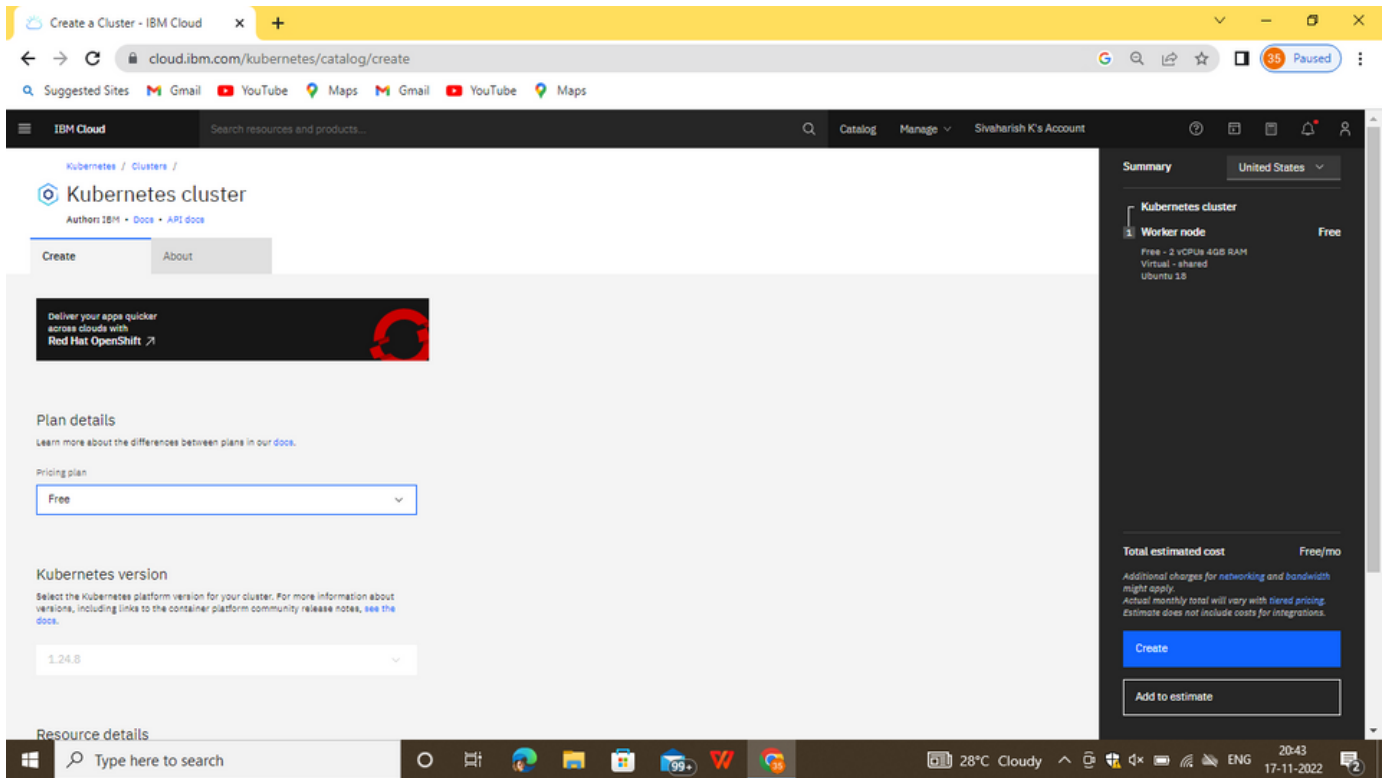 Create a Cluster - IBM Cloud
cloud.ibm.com/kubernetes/catalog/create
35 Paused
Suggested Sites Gmail YouTube Maps Gmail YouTube Maps
IBM Cloud Search resources and products... Catalog Manage Sivaharish K's Account
Kubernetes / Clusters /
Kubernetes cluster
Author: IBM • Docs • API docs
Create About
Deliver your apps quicker
across clouds with
Red Hat OpenShift
Plan details
Learn more about the differences between plans in our docs.
Pricing plan
Free
Kubernetes version
Select the Kubernetes platform version for your cluster. For more information about
versions, including links to the container platform community release notes, see the
docs.
1.24.8
Resource details
Summary United States
Kubernetes cluster
1 Worker node Free
Free - 2 vCPUs 4GB RAM
Virtual - shared
Ubuntu 18
Total estimated cost Free/mo
Additional charges for networking and bandwidth
might apply.
Actual monthly total will vary with tiered pricing.
Estimate does not include costs for integrations.
Create
Add to estimate
Type here to search
99+
35
28°C Cloudy
ENG
20:43
17-11-2022
2